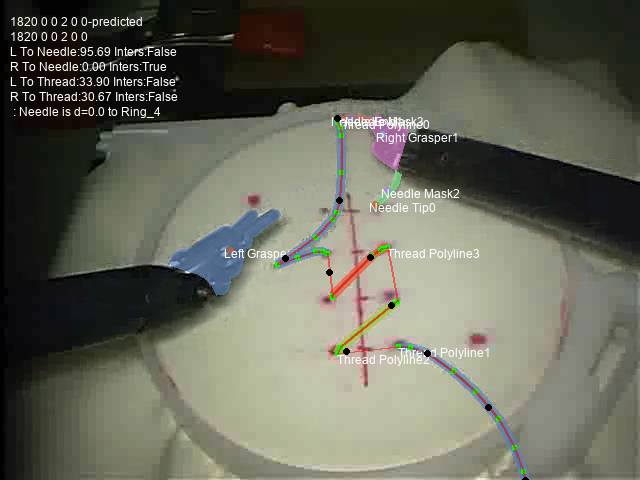 1820 0 0 2 0 0-predicted
1820 0 0 2 0 0
L To Needle:95.69 Inters:False
R To Needle:0.00 Inters:True
L To Thread:33.90 Inters:False
R To Thread:30.67 Inters:False
: Needle is d=0.0 to Ring_4
Thread Polyline0
Right Grasper1
Needle Mask2
Needle Tip0
Left Grasper
Thread Polyline3
Thread Polyline1
Thread Polyline2